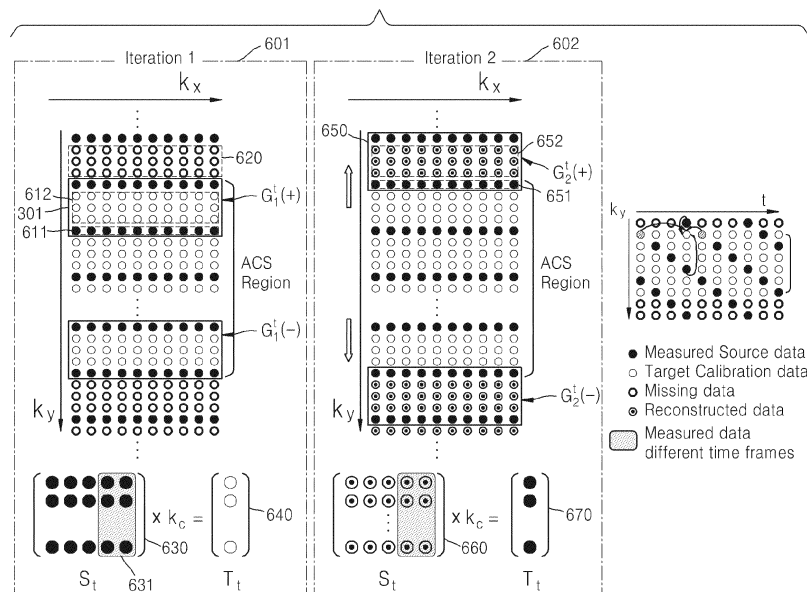 Iteration 1
601
kx
620
612
301
611
G₁ᵗ(+)
ACS
Region
G₁ᵗ(−)
ky
630
x kc =
640
631
St
Tt
Iteration 2
602
kx
650
652
G₂ᵗ(+)
651
ACS
Region
G₂ᵗ(−)
ky
660
x kc =
670
St
Tt
t
ky
Measured Source data
Target Calibration data
Missing data
Reconstructed data
Measured data
different time frames